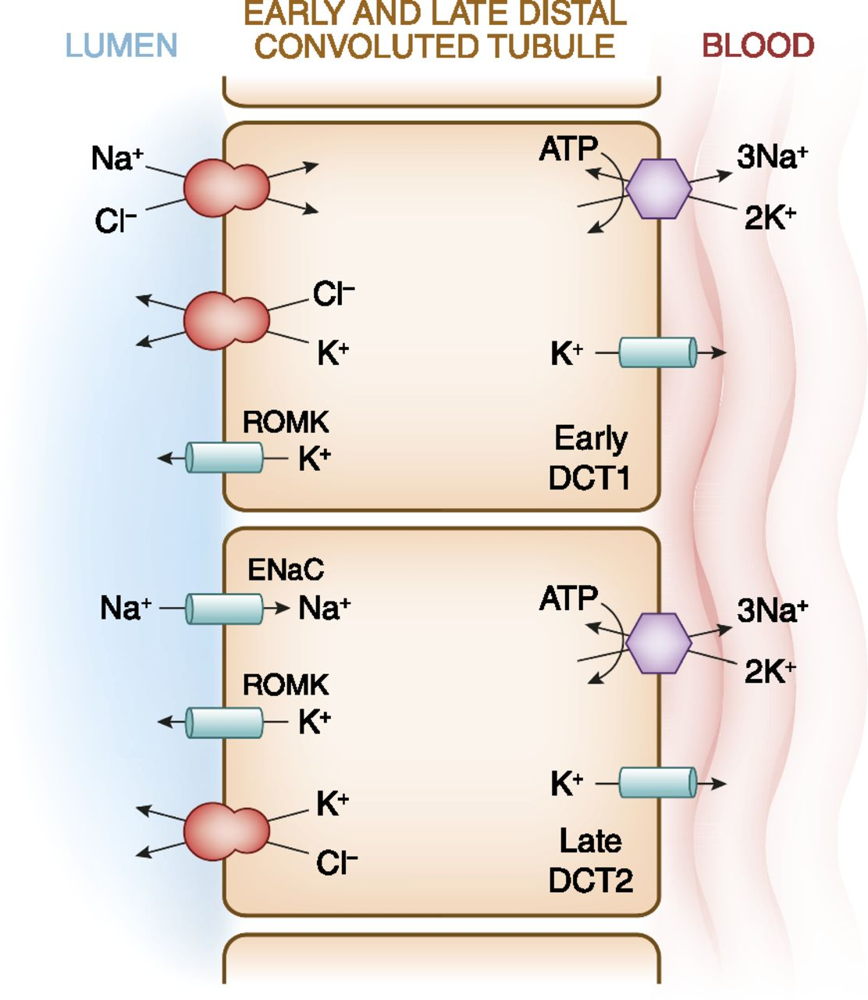 EARLY AND LATE DISTAL
CONVOLUTED TUBULE
LUMEN
BLOOD
Na⁺
Cl⁻
ATP
3Na⁺
2K⁺
Cl⁻
K⁺
K⁺
ROMK
K⁺
Early
DCT1
ENaC
Na⁺
Na⁺
ATP
3Na⁺
2K⁺
ROMK
K⁺
K⁺
K⁺
Cl⁻
Late
DCT2